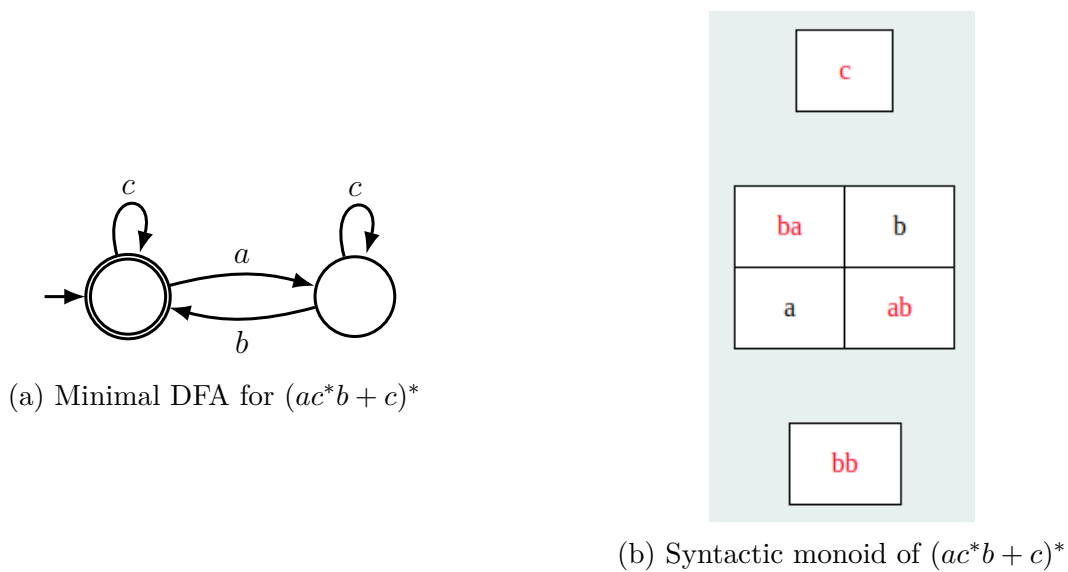 c
c
a
b
(a) Minimal DFA for (ac*b + c)*
c
ba b
a ab
bb
(b) Syntactic monoid of (ac*b + c)*